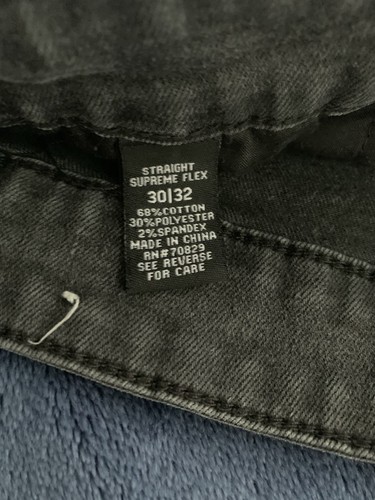 STRAIGHT
SUPREME FLEX
30|32
68%COTTON
30%POLYESTER
2%SPANDEX
MADE IN CHINA
RN#70829
SEE REVERSE
FOR CARE